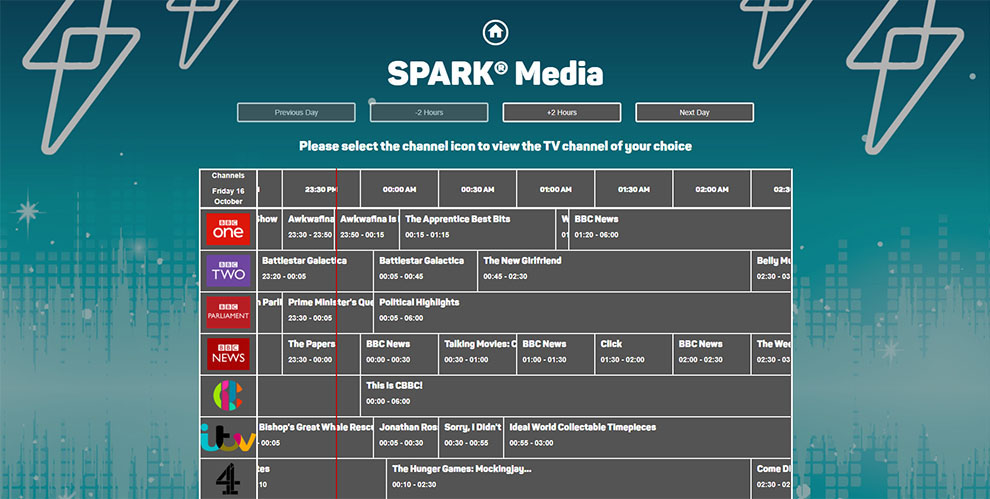 SPARK® Media
Previous Day
-2 Hours
+2 Hours
Next Day
Please select the channel icon to view the TV channel of your choice
Channels
Friday 16
October
23:30 PM
00:00 AM
00:30 AM
01:00 AM
01:30 AM
02:00 AM
02:3
BBC
one
Show
Awkwafina
23:30 - 23:50
Awkwafina Is
23:50 - 00:15
The Apprentice Best Bits
00:15 - 01:15
BBC News
01:20 - 06:00
BBC
TWO
Battlestar Galactica
23:20 - 00:05
Battlestar Galactica
00:05 - 00:45
The New Girlfriend
00:45 - 02:30
Belly Mu
02:30 - 03
BBC
PARLIAMENT
n Parli
Prime Minister's Que
23:30 - 00:05
Political Highlights
00:05 - 06:00
BBC
NEWS
The Papers
23:30 - 00:00
BBC News
00:00 - 00:30
Talking Movies: C
00:30 - 01:00
BBC News
01:00 - 01:30
Click
01:30 - 02:00
BBC News
02:00 - 02:30
The Wee
02:30 - 03
This is CBBC!
00:00 - 06:00
itv
Bishop's Great Whale Rescu
00:05
Jonathan Ros
00:05 - 00:30
Sorry, I Didn't
00:30 - 00:55
Ideal World Collectable Timepieces
00:55 - 03:00
4
tes
10
The Hunger Games: Mockingjay...
00:10 - 02:30
Come Di
02:30 - 02